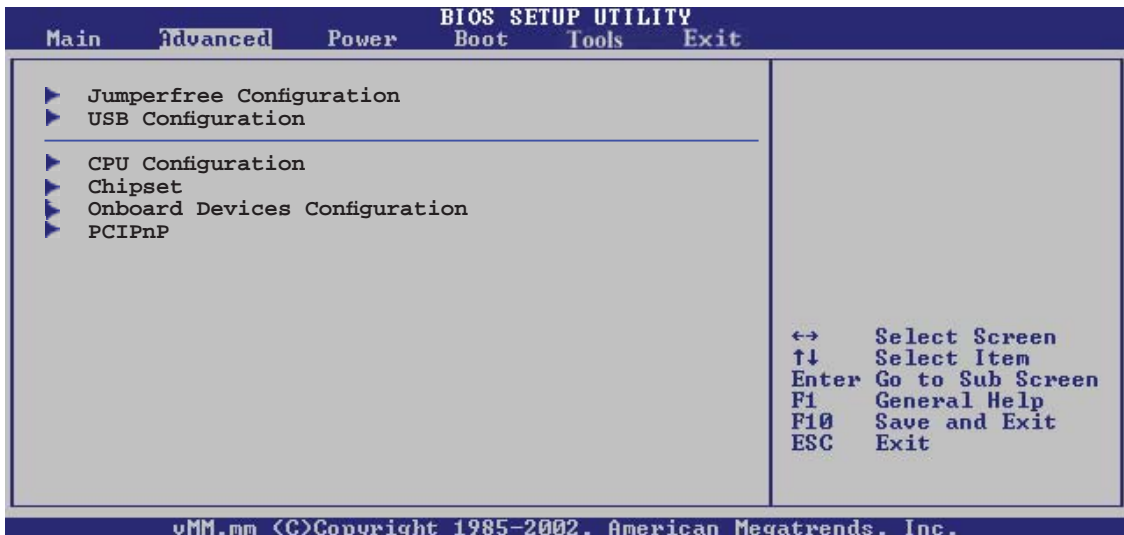 BIOS SETUP UTILITY
Main Advanced Power Boot Tools Exit
Jumperfree Configuration
USB Configuration
CPU Configuration
Chipset
Onboard Devices Configuration
PCIPnP
←→ Select Screen
↑↓ Select Item
Enter Go to Sub Screen
F1 General Help
F10 Save and Exit
ESC Exit
vMM.mm (C)Copyright 1985-2002, American Megatrends, Inc.